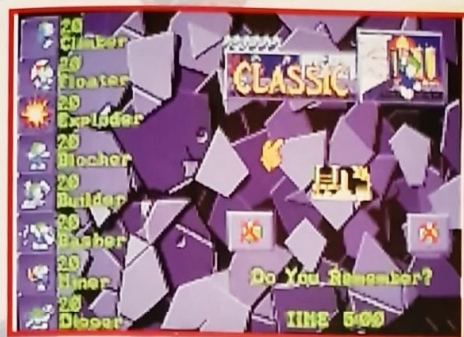 20
Climber
20
Floater
20
Exploder
20
Blocker
20
Builder
20
Basher
20
Miner
20
Digger
CLASSIC
Do You Remember?
TIME 5:00